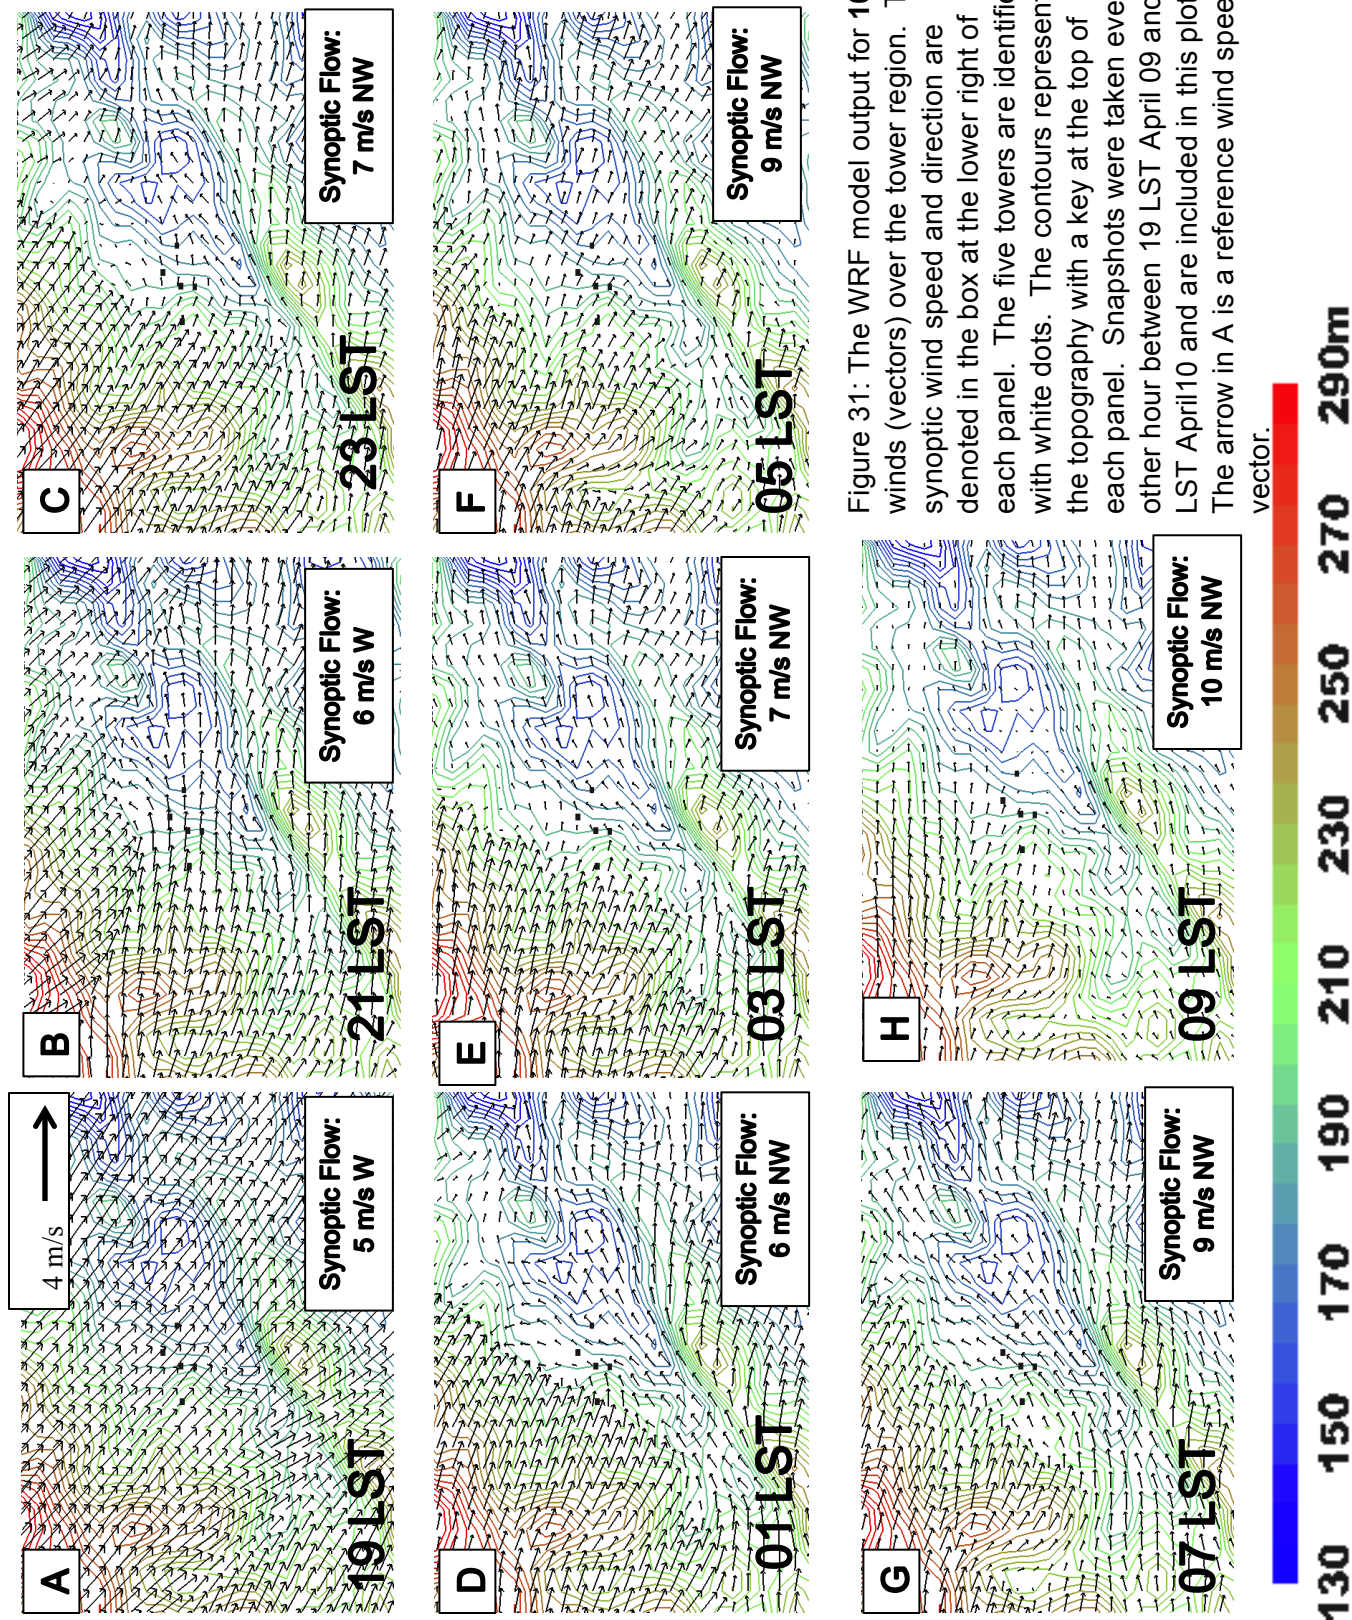 A
4 m/s
Synoptic Flow:
5 m/s W
19 LST
B
Synoptic Flow:
6 m/s W
21 LST
C
Synoptic Flow:
7 m/s NW
23 LST
D
Synoptic Flow:
6 m/s NW
01 LST
E
Synoptic Flow:
7 m/s NW
03 LST
F
Synoptic Flow:
9 m/s NW
05 LST
G
Synoptic Flow:
9 m/s NW
07 LST
H
Synoptic Flow:
10 m/s NW
09 LST
Figure 31: The WRF model output for
winds (vectors) over the tower region.
synoptic wind speed and direction are
denoted in the box at the lower right of
each panel. The five towers are
with white dots. The contours
the topography with a key at the top of
each panel. Snapshots were taken
other hour between 19 LST April 09
LST April10 and are included in this plot
The arrow in A is a reference wind
vector.
130 150 170 190 210 230 250 270 290m